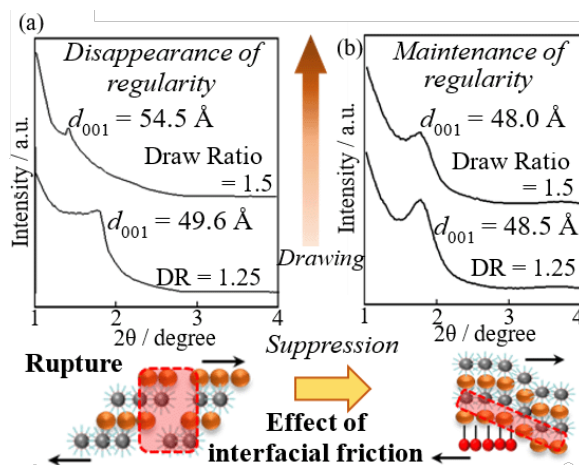 (a)
Disappearance of
regularity
d001 = 54.5 Å
Draw Ratio
= 1.5
d001 = 49.6 Å
DR = 1.25
Intensity / a.u.
1 2 3 4
2θ / degree
Drawing
(b)
Maintenance of
regularity
d001 = 48.0 Å
Draw Ratio
= 1.5
d001 = 48.5 Å
DR = 1.25
Intensity / a.u.
1 2 3 4
2θ / degree
Rupture
Suppression
Effect of
interfacial friction